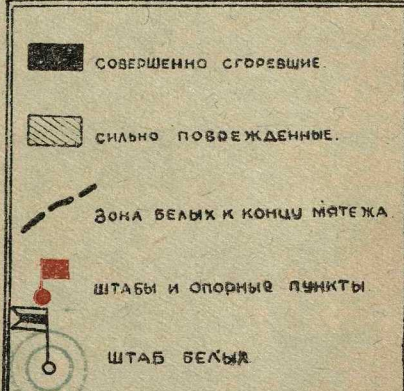 СОВЕРШЕННО СГОРЕВШИЕ.
СИЛЬНО ПОВРЕЖДЕННЫЕ.
ЗОНА БЕЛЫХ К КОНЦУ МЯТЕЖА
ШТАБЫ И ОПОРНЫЕ ПУНКТЫ
ШТАБ БЕЛЫХ